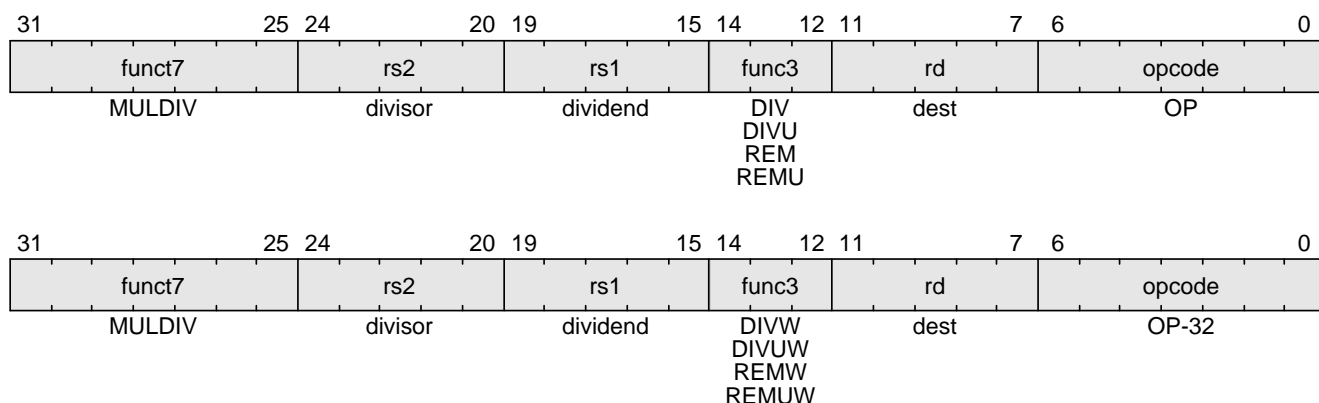 31 25 24 20 19 15 14 12 11 7 6 0
funct7 rs2 rs1 func3 rd opcode
MULDIV divisor dividend DIV dest OP
DIVU
REM
REMU
31 25 24 20 19 15 14 12 11 7 6 0
funct7 rs2 rs1 func3 rd opcode
MULDIV divisor dividend DIVW dest OP-32
DIVUW
REMW
REMUW